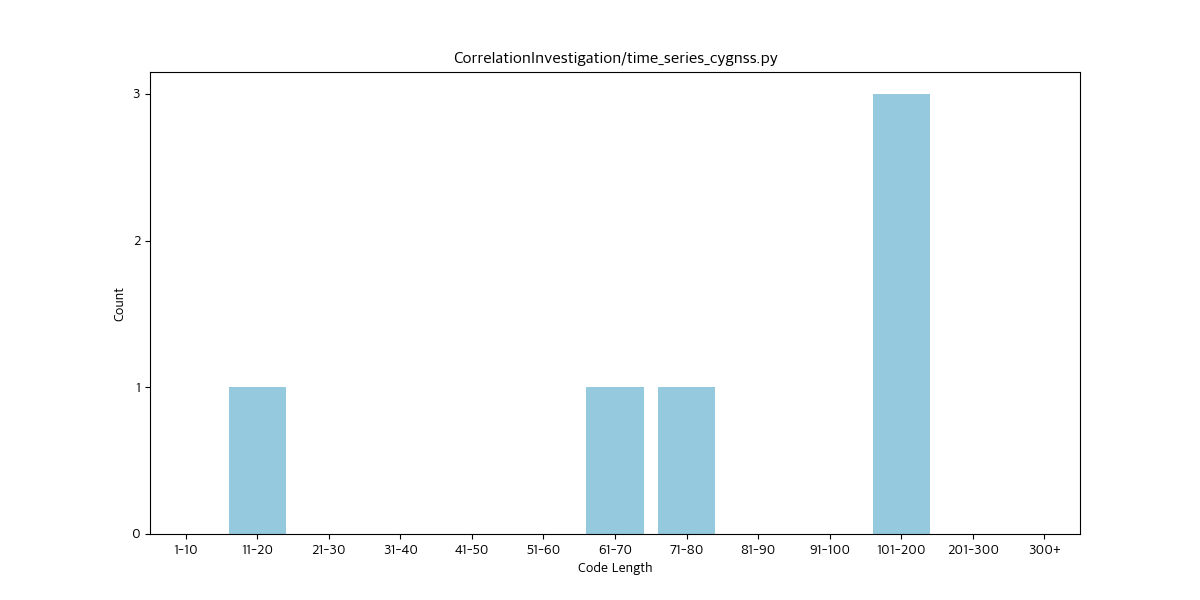 CorrelationInvestigation/time_series_cygnss.py
3
2
1
0
Count
1-10 11-20 21-30 31-40 41-50 51-60 61-70 71-80 81-90 91-100 101-200 201-300 300+
Code Length